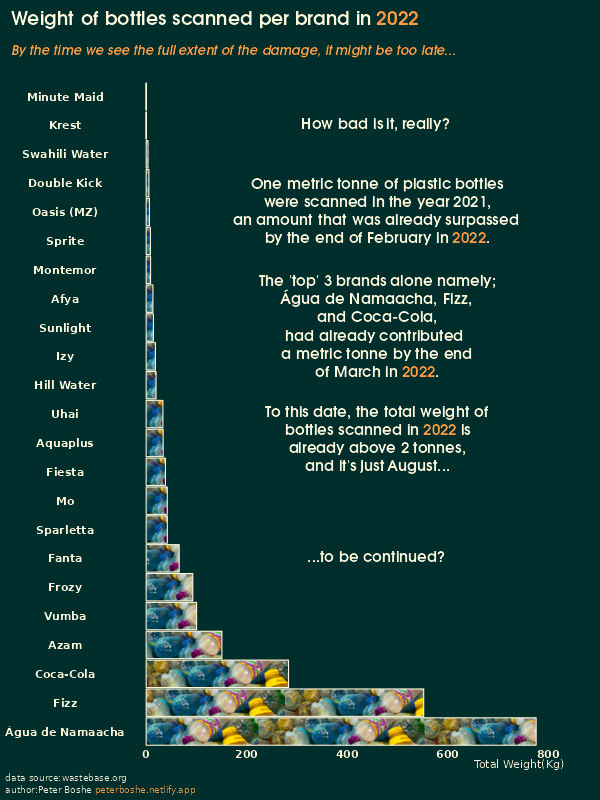 Weight of bottles scanned per brand in 2022
By the time we see the full extent of the damage, it might be too late...
Minute Maid
Krest
Swahili Water
Double Kick
Oasis (MZ)
Sprite
Montemor
Afya
Sunlight
Izy
Hill Water
Uhai
Aquaplus
Fiesta
Mo
Sparletta
Fanta
Frozy
Vumba
Azam
Coca-Cola
Fizz
Água de Namaacha
How bad is it, really?
One metric tonne of plastic bottles
were scanned in the year 2021,
an amount that was already surpassed
by the end of February in 2022.
The 'top' 3 brands alone namely;
Água de Namaacha, Fizz,
and Coca-Cola,
had already contributed
a metric tonne by the end
of March in 2022.
To this date, the total weight of
bottles scanned in 2022 is
already above 2 tonnes,
and it's just August...
...to be continued?
0 200 400 600 800
Total Weight(Kg)
data source:wastebase.org
author:Peter Boshe peterboshe.netlify.app